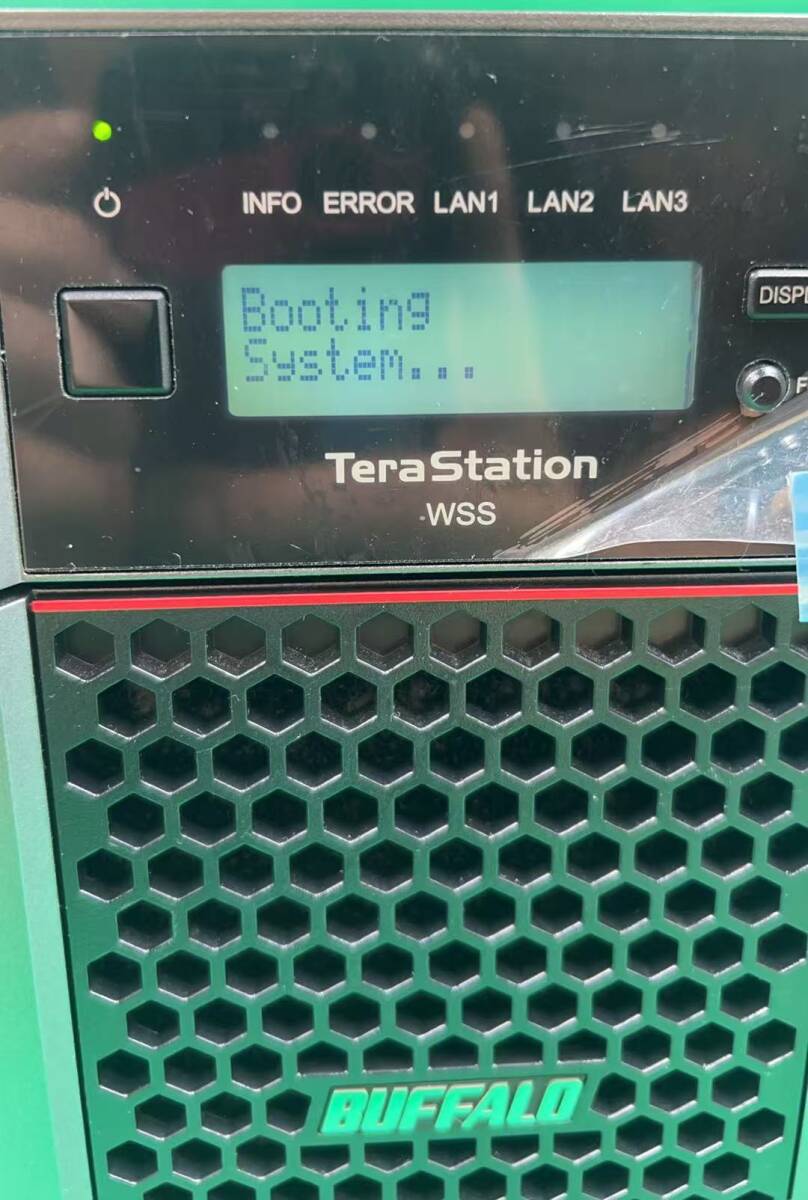 INFO ERROR LAN1 LAN2 LAN3
Booting
System...
TeraStation
WSS
BUFFALO